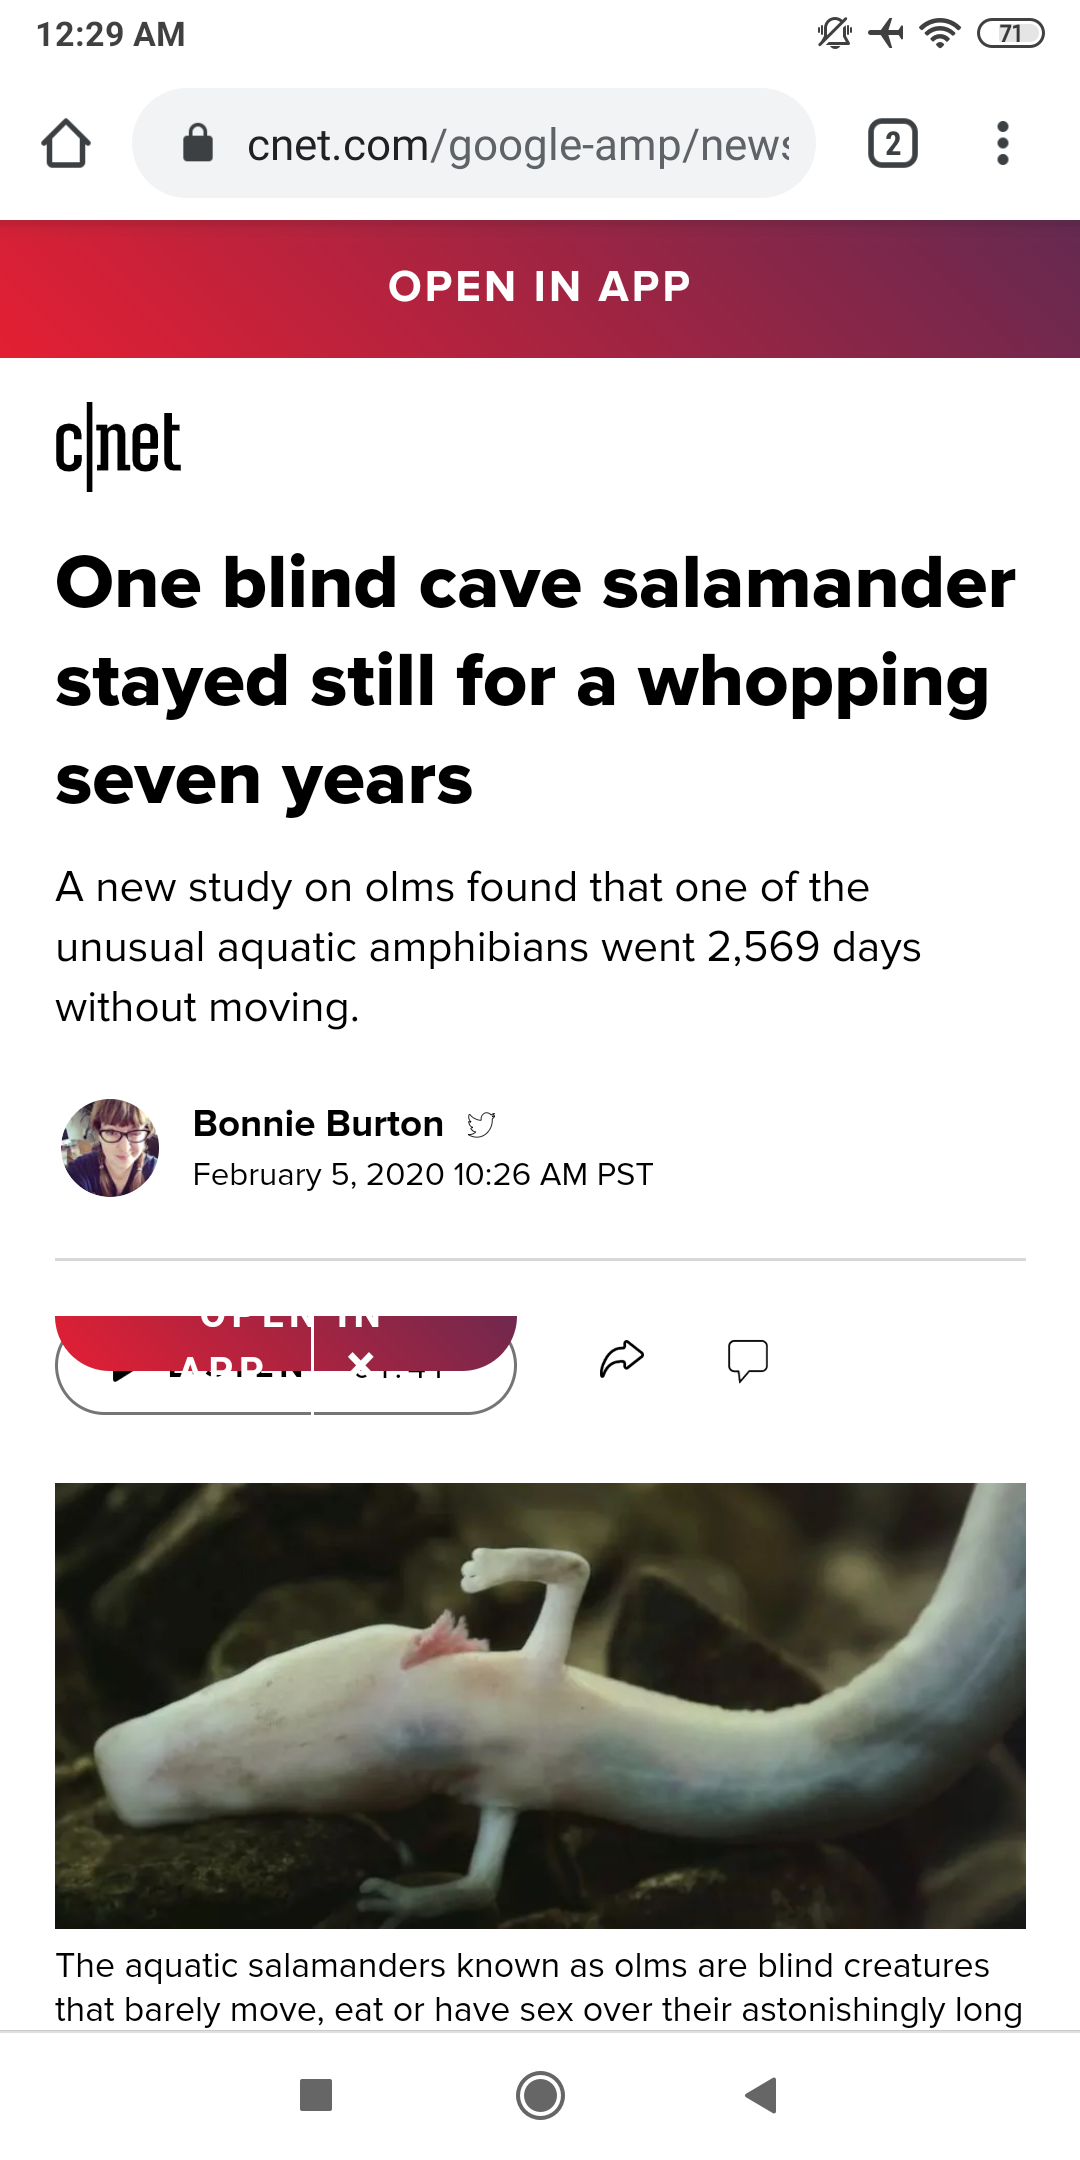 12:29 AM
71
cnet.com/google-amp/news
2
OPEN IN APP
c|net
One blind cave salamander
stayed still for a whopping
seven years
A new study on olms found that one of the
unusual aquatic amphibians went 2,569 days
without moving.
Bonnie Burton
February 5, 2020 10:26 AM PST
OPEN IN
APP
The aquatic salamanders known as olms are blind creatures
that barely move, eat or have sex over their astonishingly long